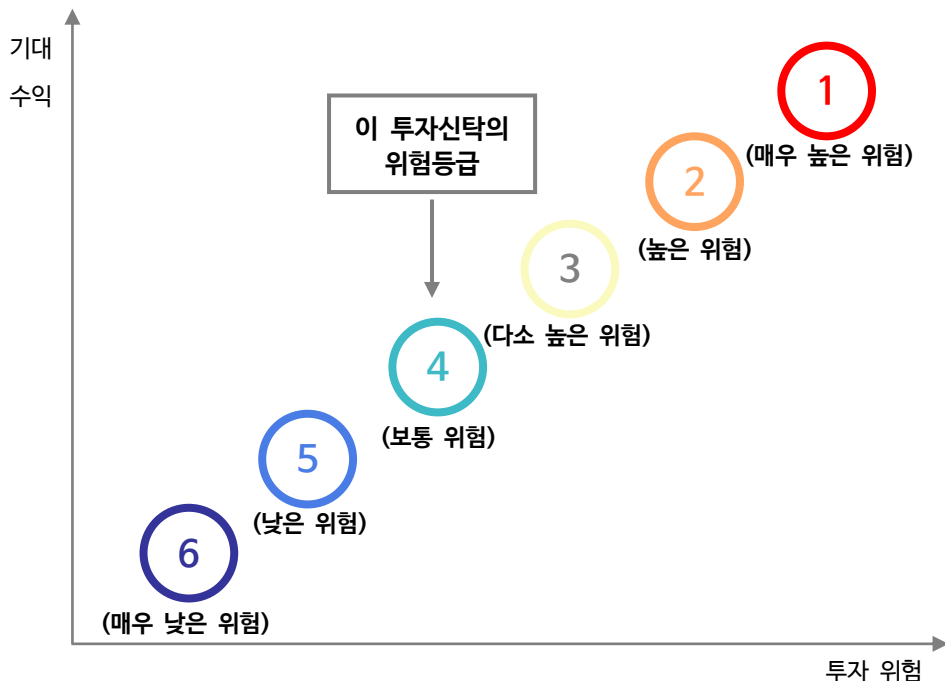 기대
수익
1
(매우 높은 위험)
이 투자신탁의
위험등급
2
(높은 위험)
3
(다소 높은 위험)
4
(보통 위험)
5
(낮은 위험)
6
(매우 낮은 위험)
투자 위험